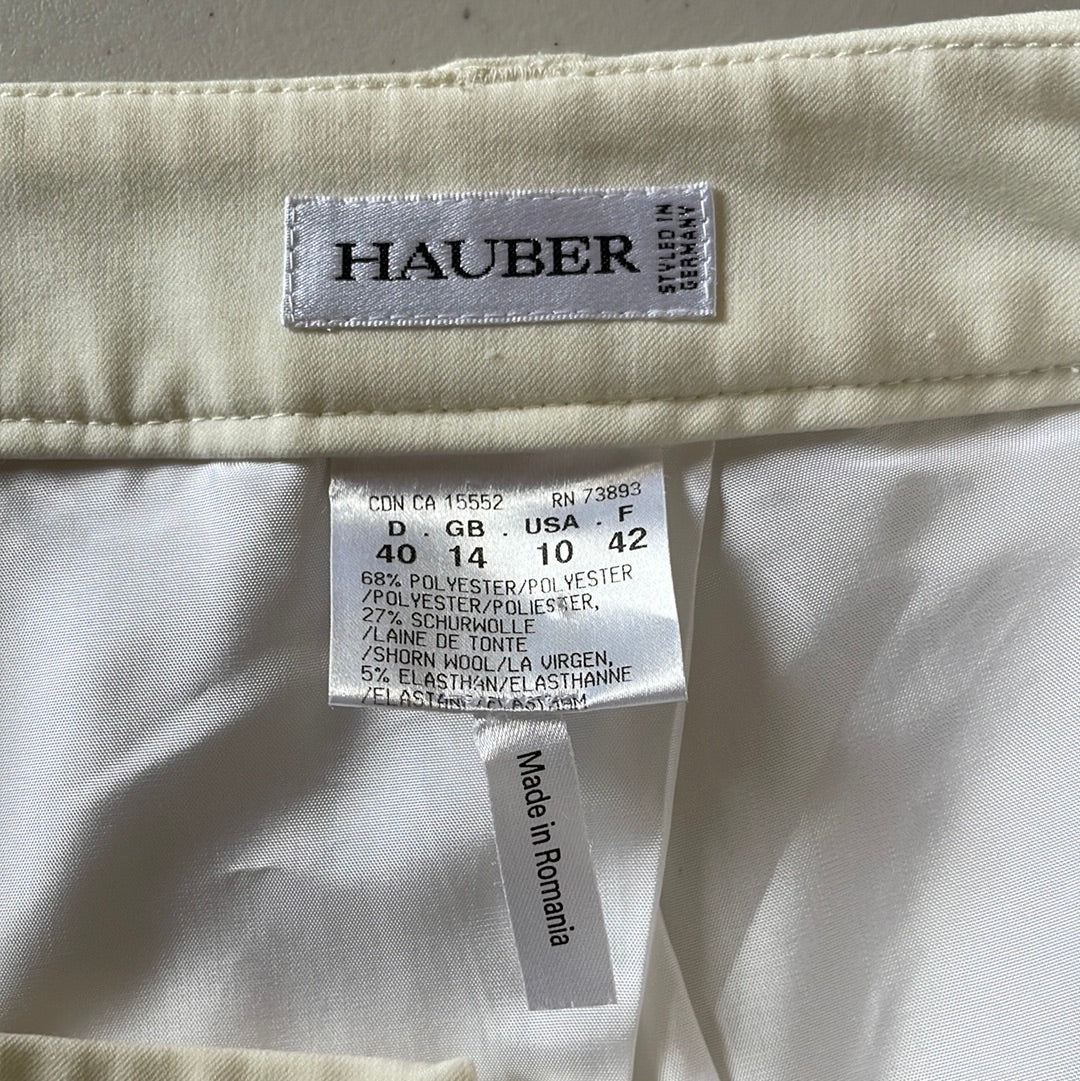 HAUBER
STYLED IN
GERMANY
CDN CA 15552 RN 73893
D . GB . USA . F
40 14 10 42
68% POLYESTER/POLYESTER
/POLYESTER/POLIESTER,
27% SCHURWOLLE
/LAINE DE TONTE
/SHORN WOOL/LA VIRGEN,
5% ELASTHAN/ELASTHANNE
Made in Romania